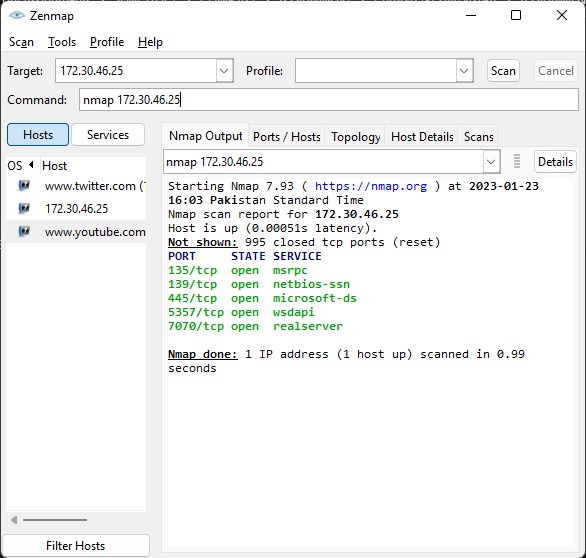 Zenmap
Scan Tools Profile Help
Target: 172.30.46.25 Profile: Scan Cancel
Command: nmap 172.30.46.25
Hosts Services
Nmap Output Ports / Hosts Topology Host Details Scans
OS Host
nmap 172.30.46.25 Details
www.twitter.com (1
172.30.46.25
www.youtube.com
Starting Nmap 7.93 ( https://nmap.org ) at 2023-01-23
16:03 Pakistan Standard Time
Nmap scan report for 172.30.46.25
Host is up (0.00051s latency).
Not shown: 995 closed tcp ports (reset)
PORT STATE SERVICE
135/tcp open msrpc
139/tcp open netbios-ssn
445/tcp open microsoft-ds
5357/tcp open wsdapi
7070/tcp open realserver
Nmap done: 1 IP address (1 host up) scanned in 0.99
seconds
Filter Hosts